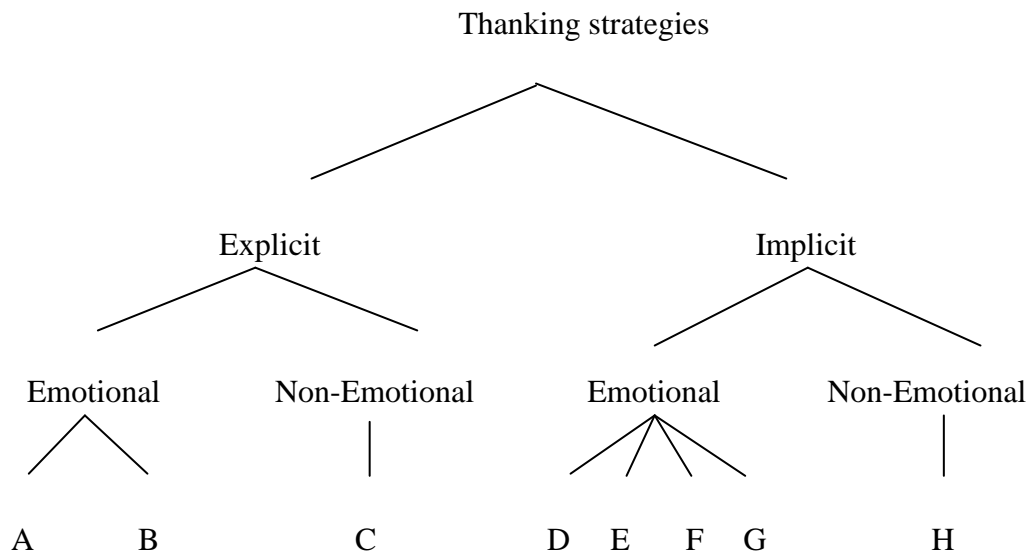 Thanking strategies
Explicit Implicit
Emotional Non-Emotional Emotional Non-Emotional
A B C D E F G H